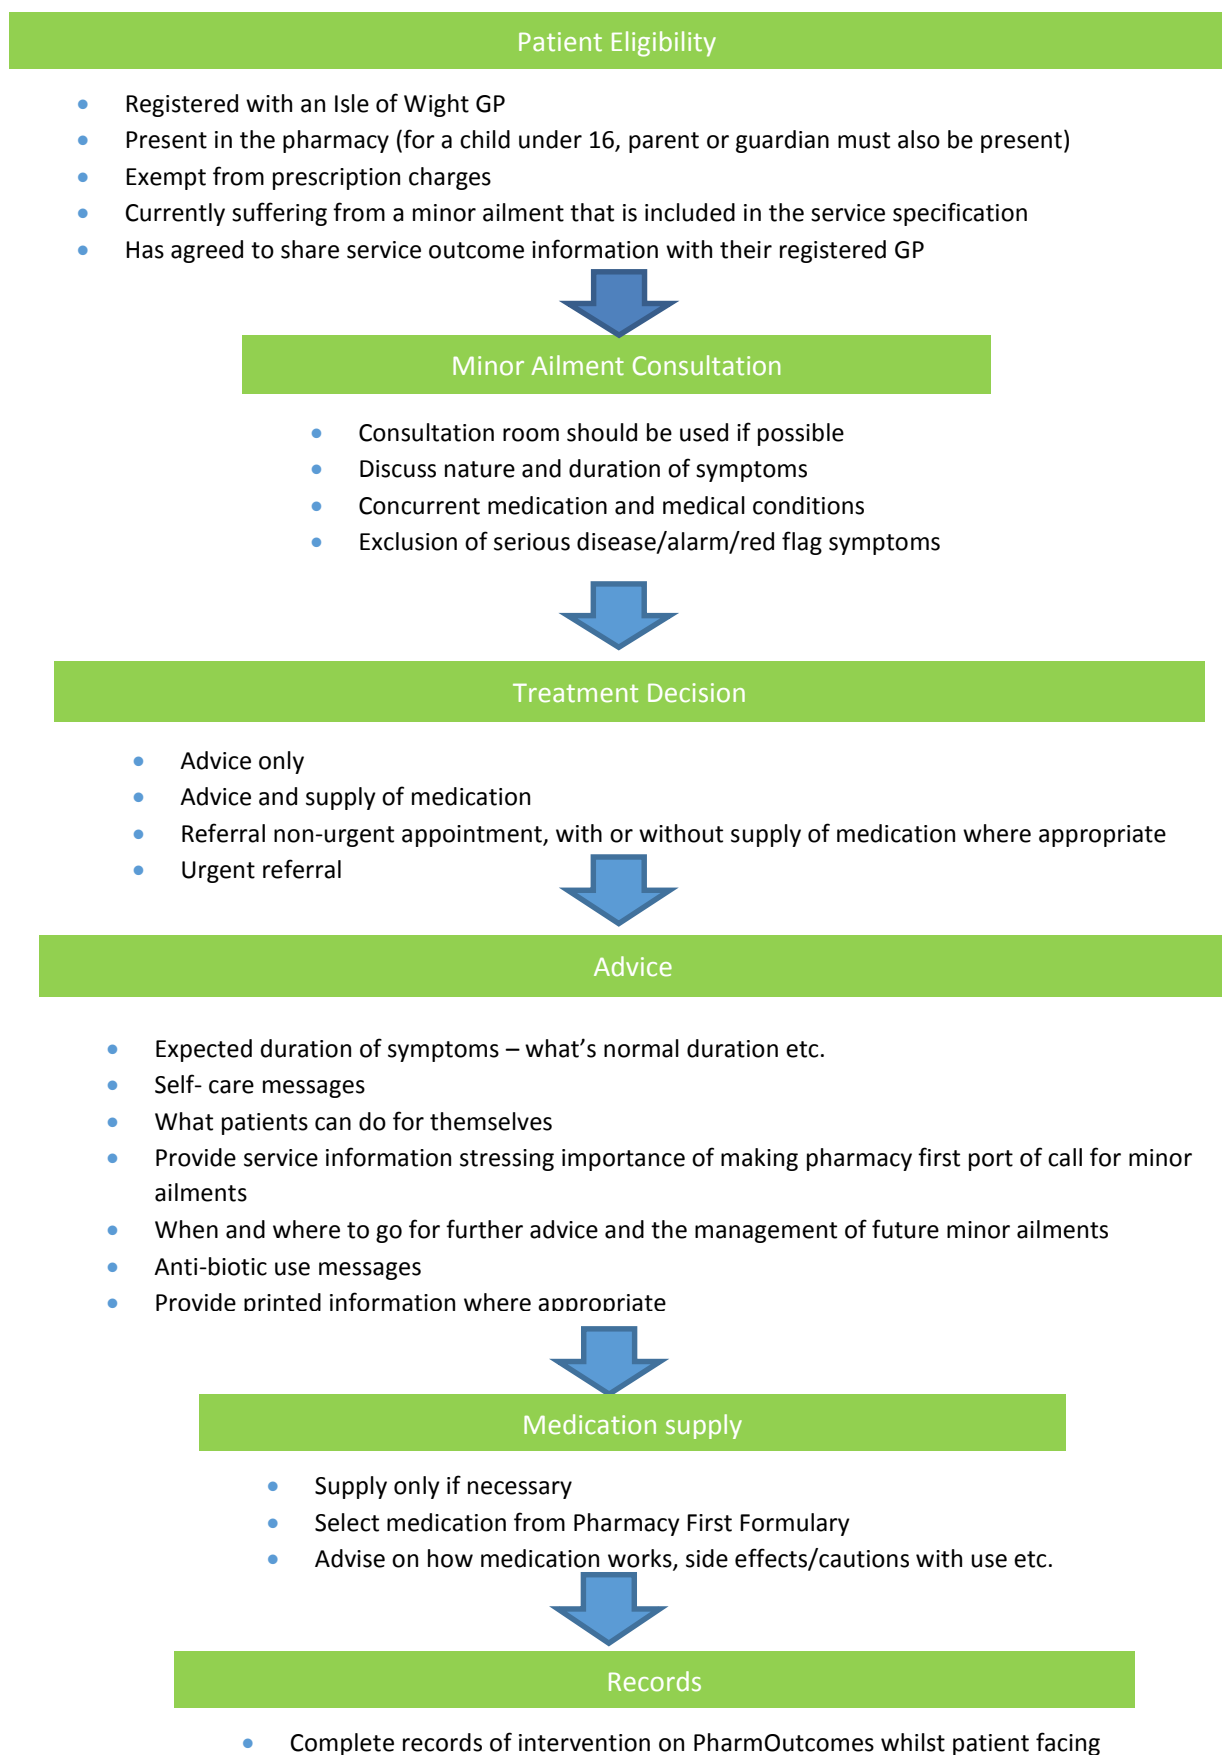 Patient Eligibility
• Registered with an Isle of Wight GP
• Present in the pharmacy (for a child under 16, parent or guardian must also be present)
• Exempt from prescription charges
• Currently suffering from a minor ailment that is included in the service specification
• Has agreed to share service outcome information with their registered GP
Minor Ailment Consultation
• Consultation room should be used if possible
• Discuss nature and duration of symptoms
• Concurrent medication and medical conditions
• Exclusion of serious disease/alarm/red flag symptoms
Treatment Decision
• Advice only
• Advice and supply of medication
• Referral non-urgent appointment, with or without supply of medication where appropriate
• Urgent referral
Advice
• Expected duration of symptoms – what’s normal duration etc.
• Self- care messages
• What patients can do for themselves
• Provide service information stressing importance of making pharmacy first port of call for minor
ailments
• When and where to go for further advice and the management of future minor ailments
• Anti-biotic use messages
• Provide printed information where appropriate
Medication supply
• Supply only if necessary
• Select medication from Pharmacy First Formulary
• Advise on how medication works, side effects/cautions with use etc.
Records
• Complete records of intervention on PharmOutcomes whilst patient facing